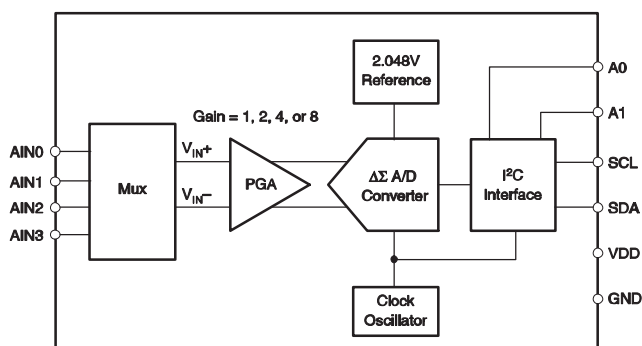 2.048V
Reference
A0
Gain = 1, 2, 4, or 8
A1
AIN0
AIN1
AIN2
AIN3
Mux
VIN+
VIN−
PGA
ΔΣ A/D
Converter
I²C
Interface
SCL
SDA
VDD
GND
Clock
Oscillator